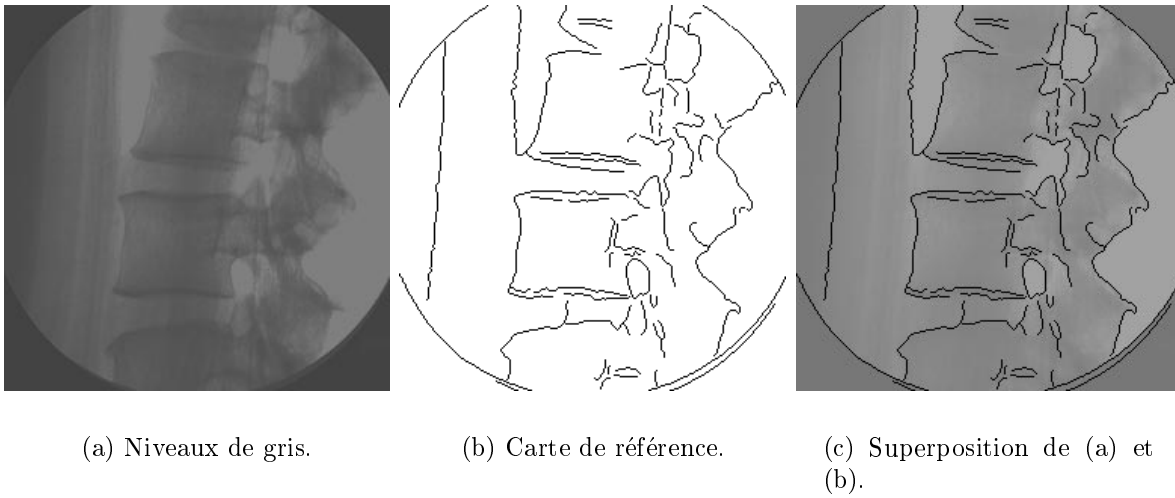 (a) Niveaux de gris.
(b) Carte de référence.
(c) Superposition de (a) et
(b).